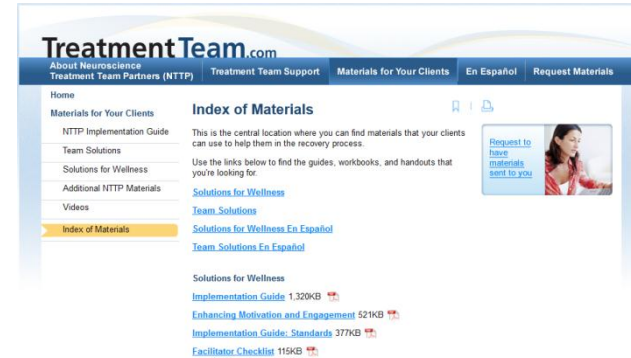 TreatmentTeam.com
About Neuroscience
Treatment Team Partners (NTTP)
Treatment Team Support
Materials for Your Clients
En Español
Request Materials
Home
Materials for Your Clients
NTTP Implementation Guide
Team Solutions
Solutions for Wellness
Additional NTTP Materials
Videos
Index of Materials
Index of Materials
This is the central location where you can find materials that your clients
can use to help them in the recovery process.
Use the links below to find the guides, workbooks, and handouts that
you're looking for.
Solutions for Wellness
Team Solutions
Solutions for Wellness En Español
Team Solutions En Español
Solutions for Wellness
Implementation Guide 1,320KB
Enhancing Motivation and Engagement 521KB
Implementation Guide: Standards 377KB
Facilitator Checklist 115KB
Request to
have
materials
sent to you